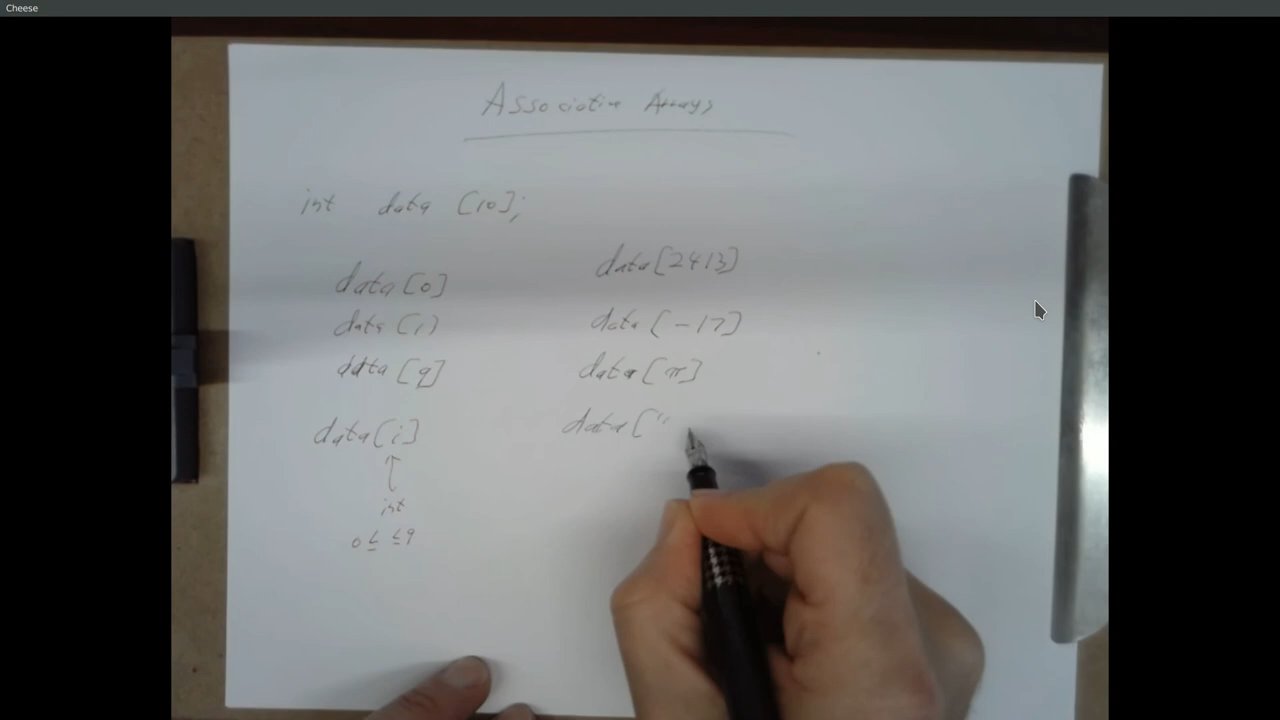 Cheese
Associativ Arrays
int data [10];
data[0]
data[1]
data[9]
data[i]
int
0≤ ≤9
data[2413]
data[-17]
data[π]
data["